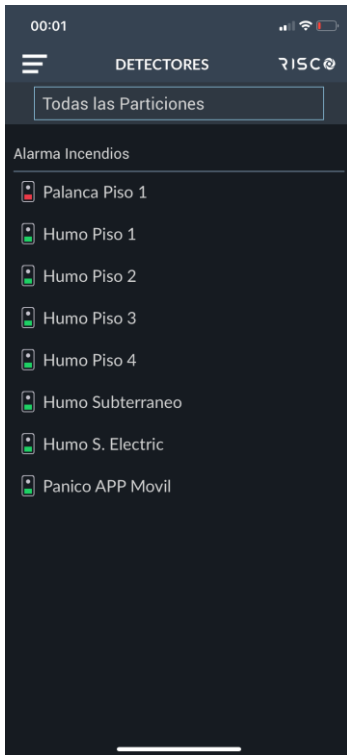 00:01
DETECTORES
RISCO
Todas las Particiones
Alarma Incendios
Palanca Piso 1
Humo Piso 1
Humo Piso 2
Humo Piso 3
Humo Piso 4
Humo Subterraneo
Humo S. Electric
Panico APP Movil